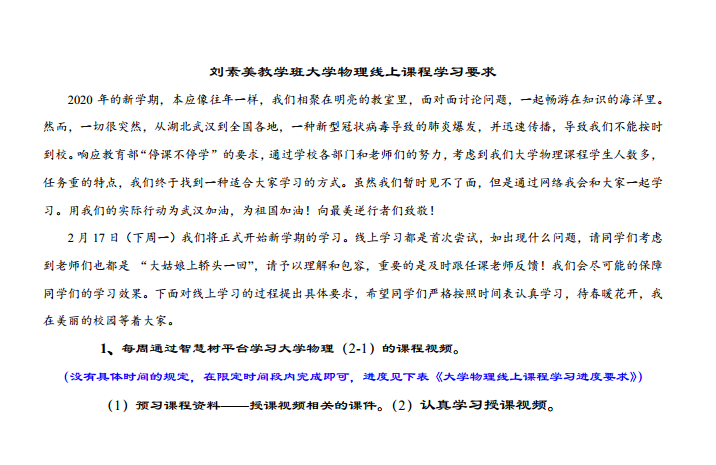 刘素美教学班大学物理线上课程学习要求
2020 年的新学期，本应像往年一样，我们相聚在明亮的教室里，面对面讨论问题，一起畅游在知识的海洋里。
然而，一切很突然，从湖北武汉到全国各地，一种新型冠状病毒导致的肺炎爆发，并迅速传播，导致我们不能按时
到校。响应教育部“停课不停学”的要求，通过学校各部门和老师们的努力，考虑到我们大学物理课程学生人数多，
任务重的特点，我们终于找到一种适合大家学习的方式。虽然我们暂时见不了面，但是通过网络我会和大家一起学
习。用我们的实际行动为武汉加油，为祖国加油！向最美逆行者们致敬！
2 月 17 日（下周一）我们将正式开始新学期的学习。线上学习都是首次尝试，如出现什么问题，请同学们考虑
到老师们也都是 “大姑娘上轿头一回”，请予以理解和包容，重要的是及时跟任课老师反馈！我们会尽可能的保障
同学们的学习效果。下面对线上学习的过程提出具体要求，希望同学们严格按照时间表认真学习，待春暖花开，我
在美丽的校园等着大家。
1、每周通过智慧树平台学习大学物理（2-1）的课程视频。
（没有具体时间的规定，在限定时间段内完成即可，进度见下表《大学物理线上课程学习进度要求》）
（1）预习课程资料——授课视频相关的课件。（2）认真学习授课视频。